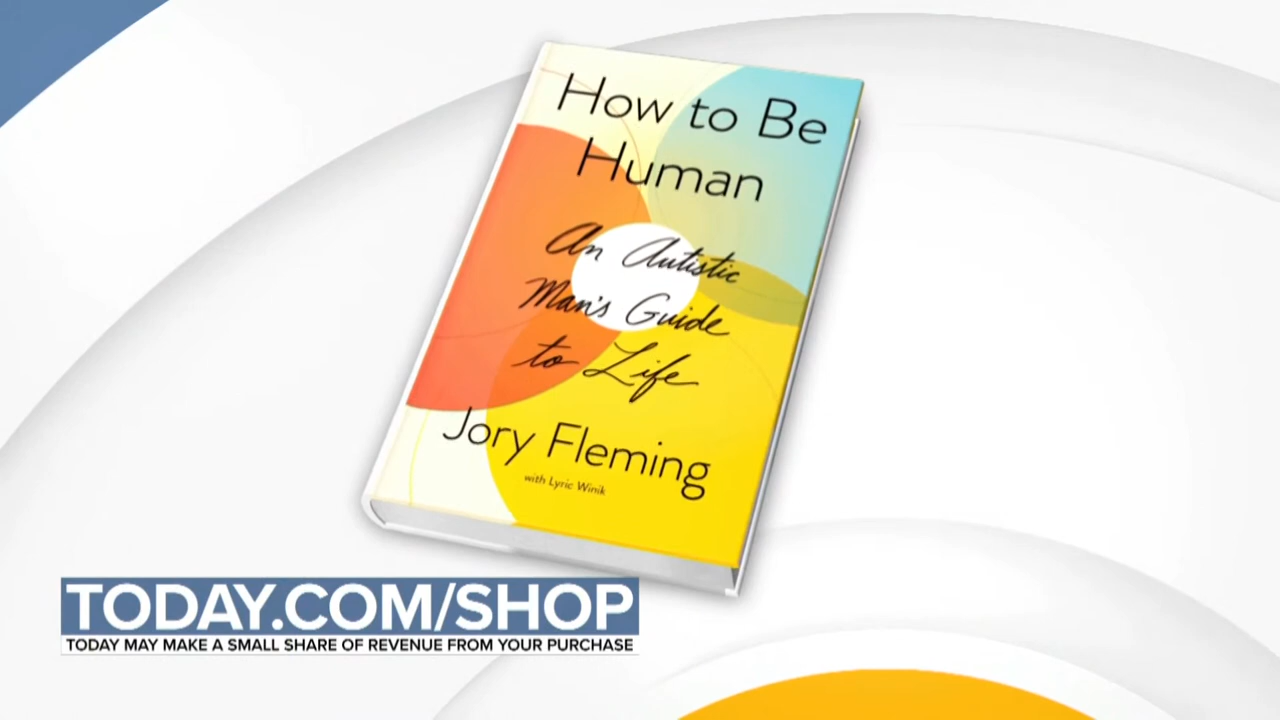 How to Be
Human
An Autistic
Man's Guide
to Life
Jory Fleming
with Lyric Winik
TODAY.COM/SHOP
TODAY MAY MAKE A SMALL SHARE OF REVENUE FROM YOUR PURCHASE